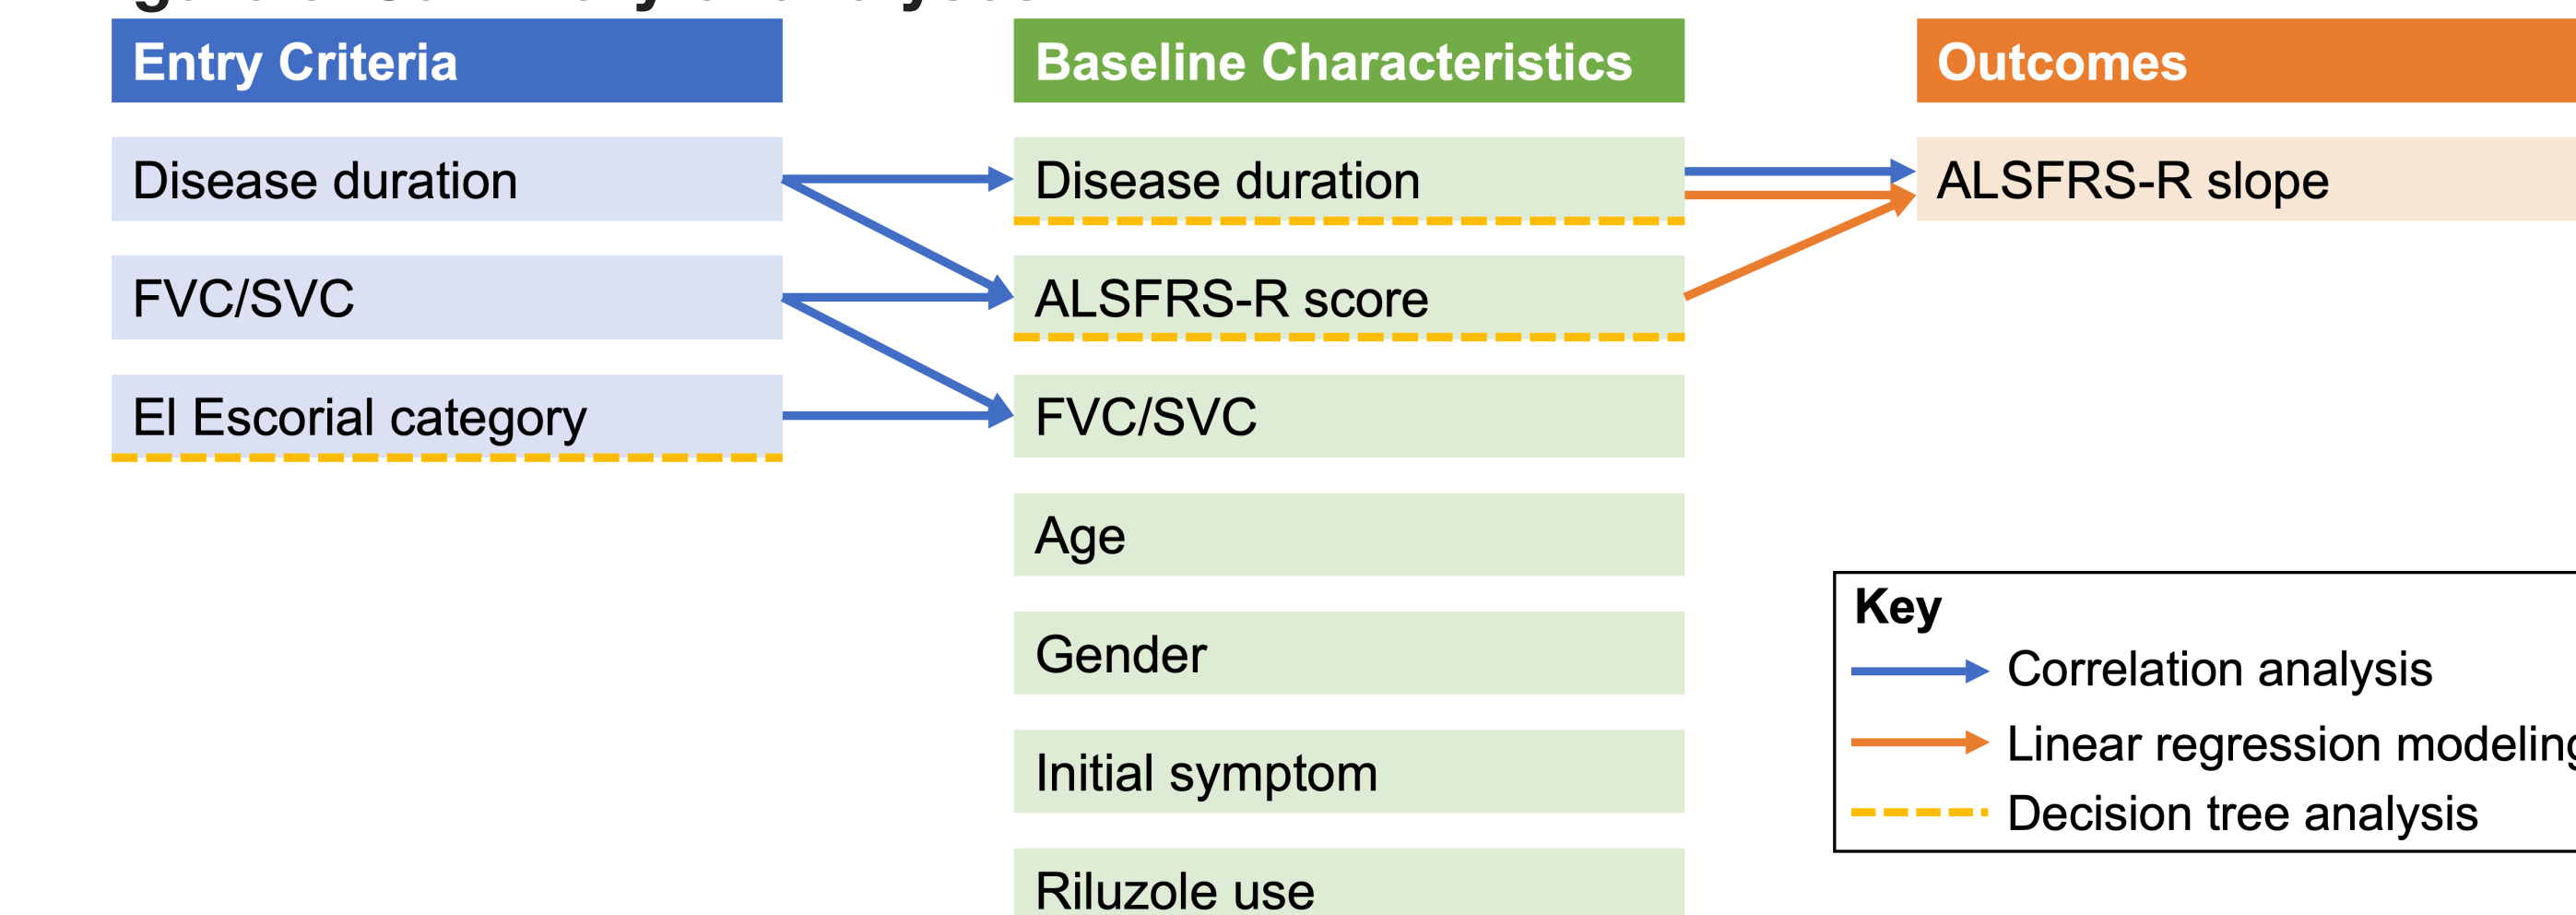 Entry Criteria
Baseline Characteristics
Outcomes
Disease duration
Disease duration
ALSFRS-R slope
FVC/SVC
ALSFRS-R score
El Escorial category
FVC/SVC
Age
Gender
Initial symptom
Riluzole use
Key
Correlation analysis
Linear regression modeling
Decision tree analysis